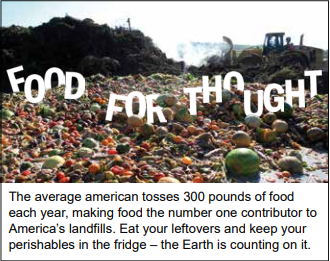 FOOD FOR THOUGHT
The average american tosses 300 pounds of food
each year, making food the number one contributor to
America's landfills. Eat your leftovers and keep your
perishables in the fridge – the Earth is counting on it.